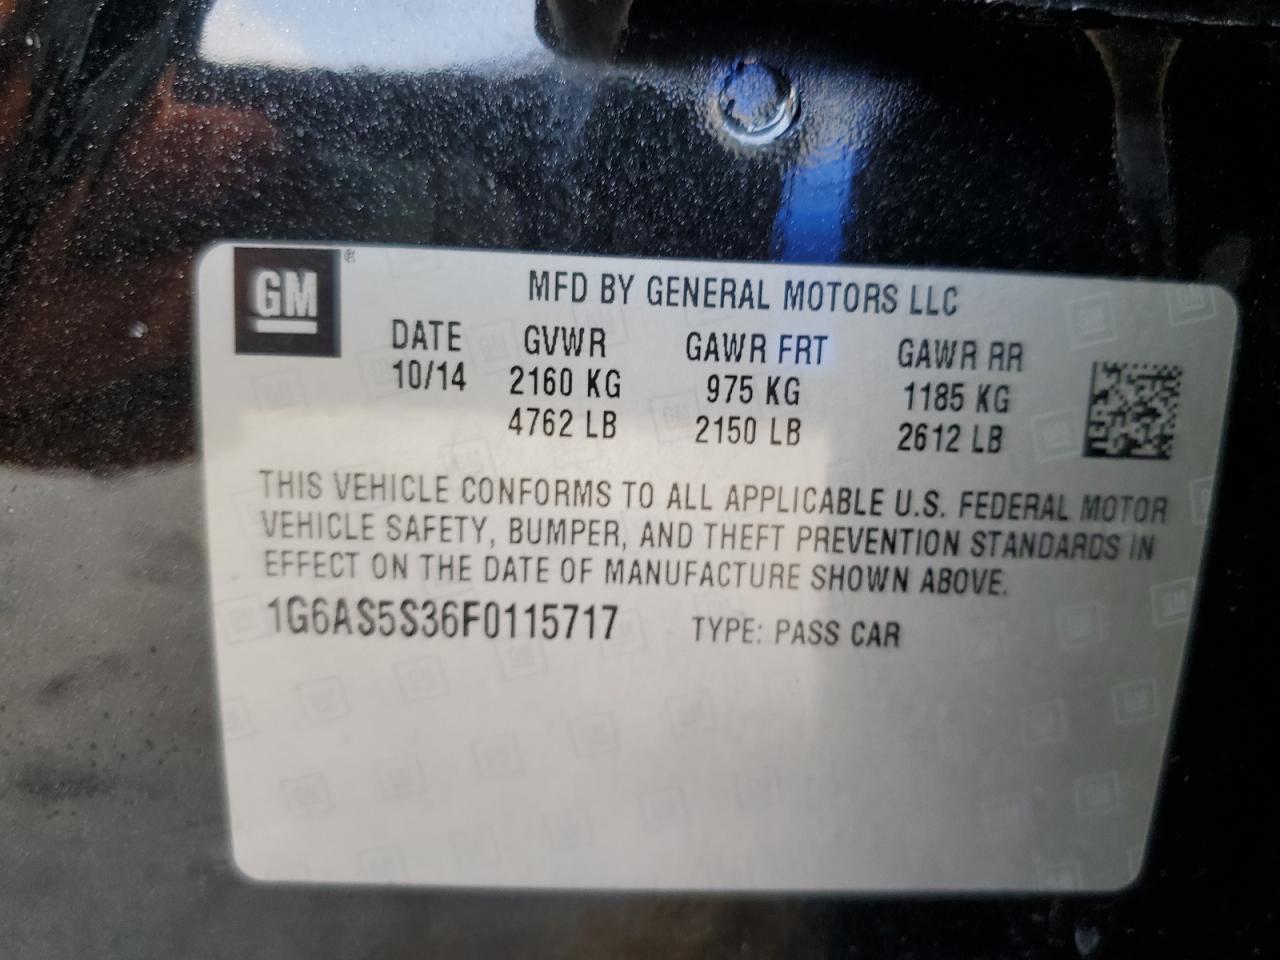 GM
MFD BY GENERAL MOTORS LLC
DATE GVWR GAWR FRT GAWR RR
10/14 2160 KG 975 KG 1185 KG
4762 LB 2150 LB 2612 LB
THIS VEHICLE CONFORMS TO ALL APPLICABLE U.S. FEDERAL MOTOR
VEHICLE SAFETY, BUMPER, AND THEFT PREVENTION STANDARDS IN
EFFECT ON THE DATE OF MANUFACTURE SHOWN ABOVE.
1G6AS5S36F0115717 TYPE: PASS CAR